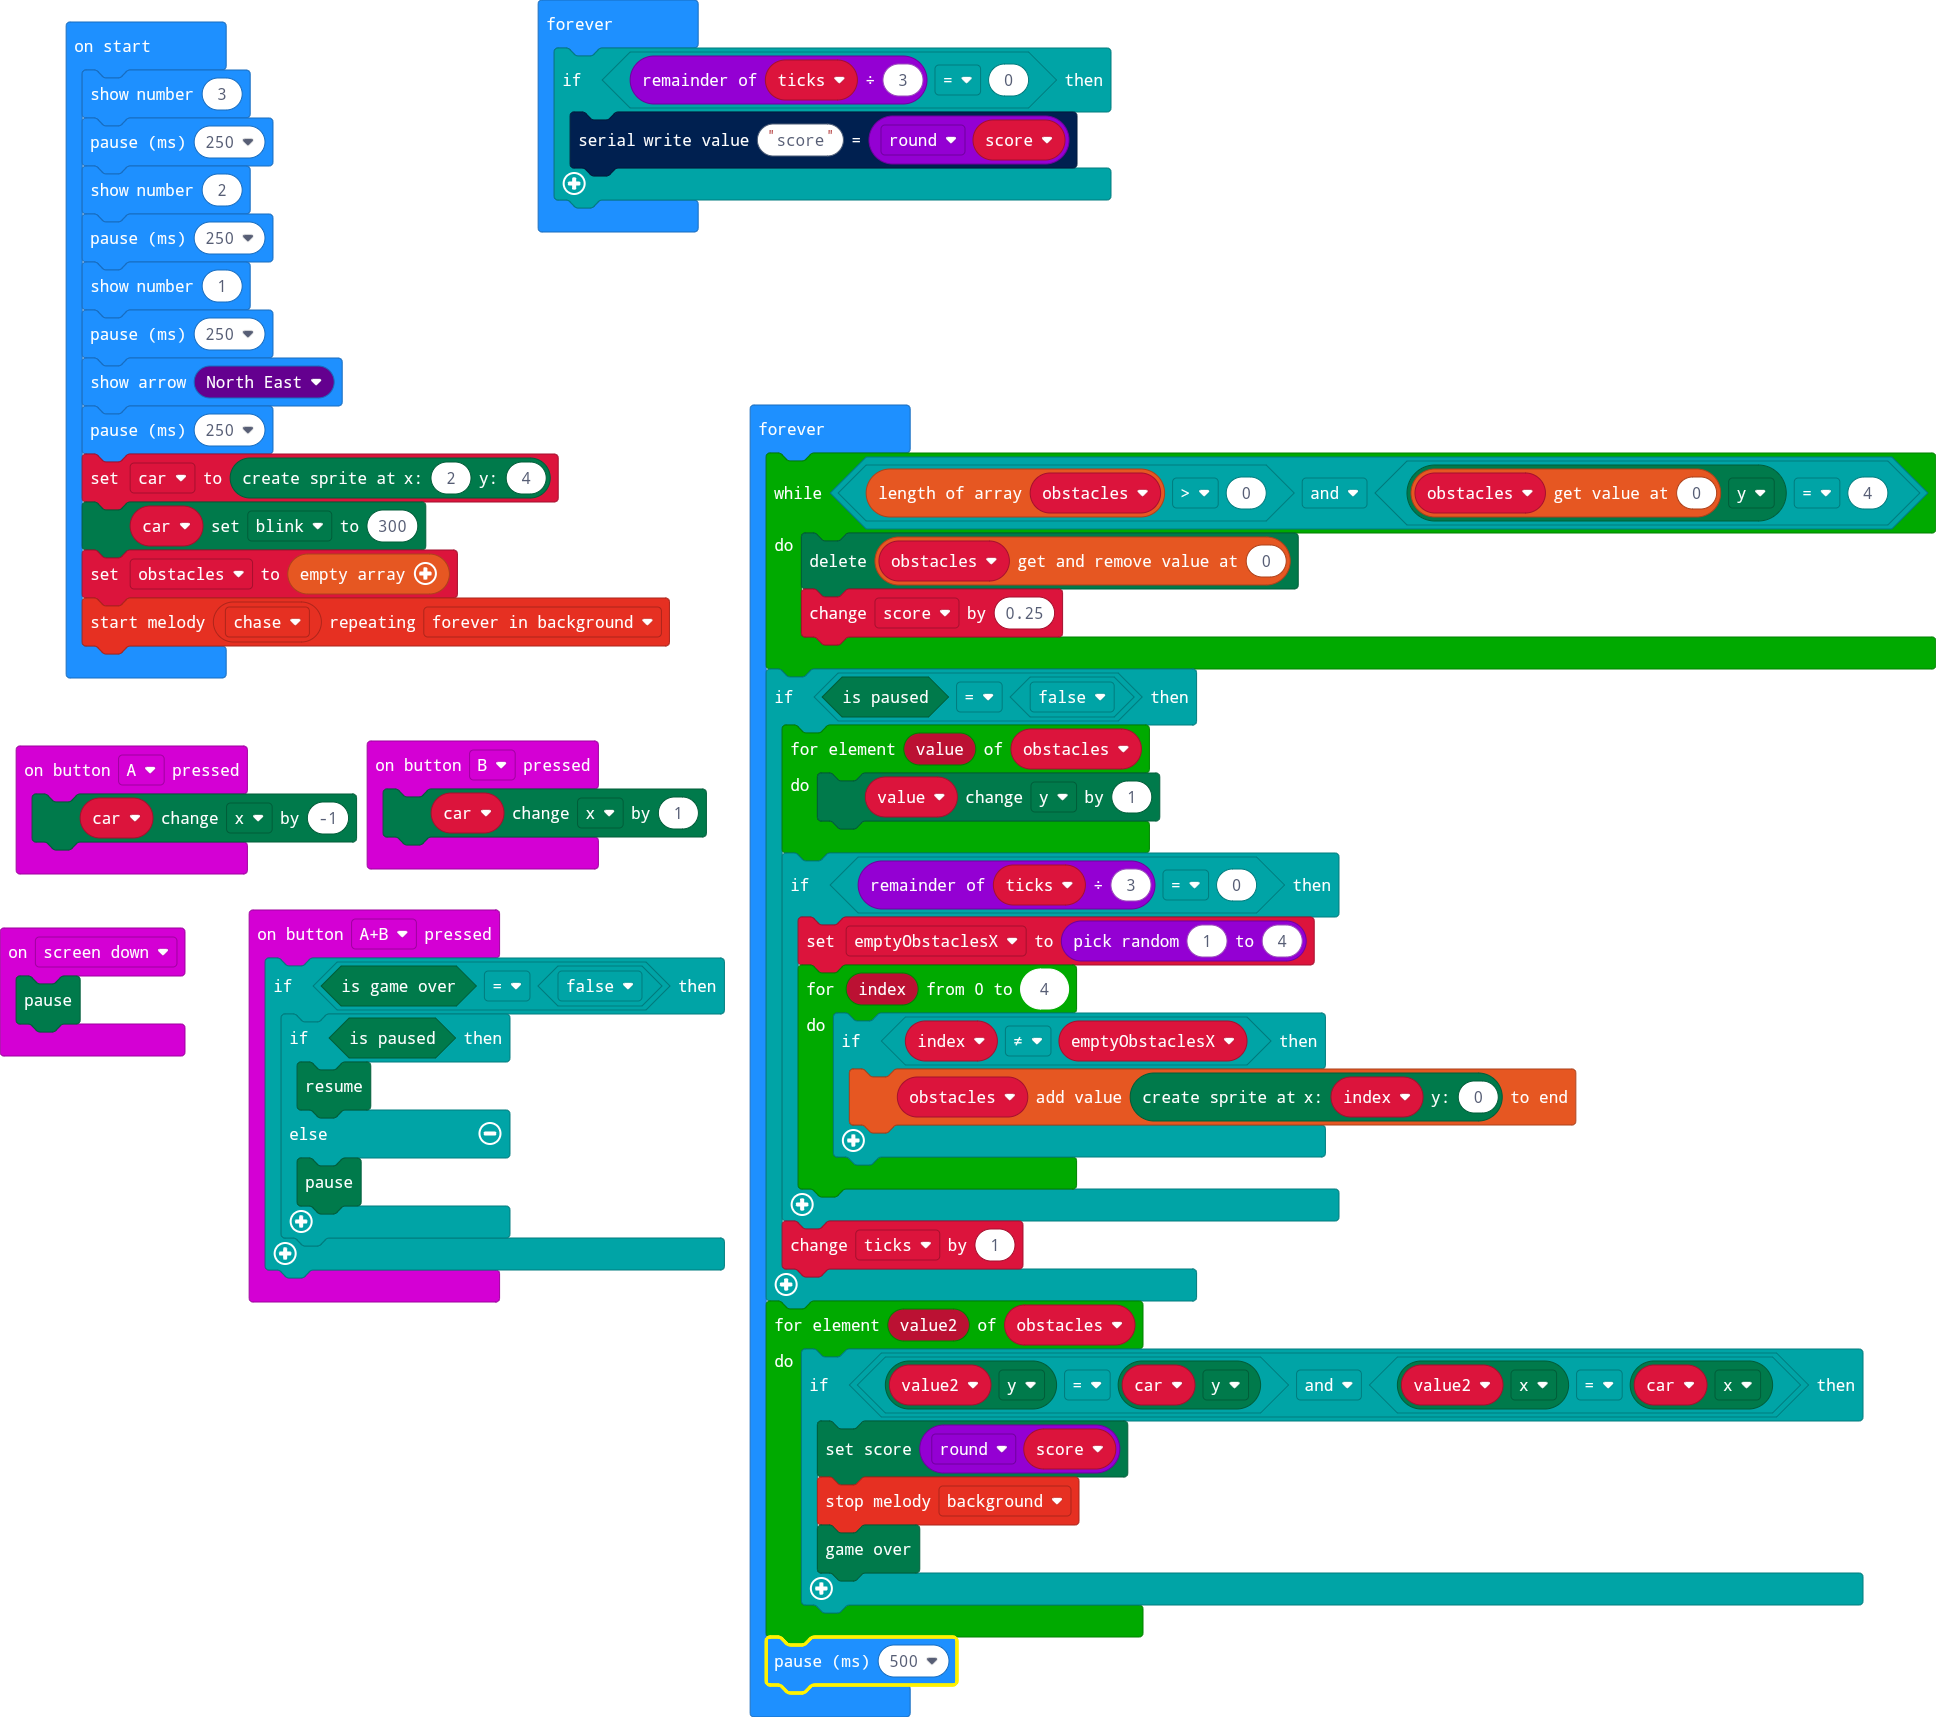 on start
show number 3
pause (ms) 250
show number 2
pause (ms) 250
show number 1
pause (ms) 250
show arrow North East
pause (ms) 250
set car to create sprite at x: 2 y: 4
car set blink to 300
set obstacles to empty array
start melody chase repeating forever in background
forever
if remainder of ticks ÷ 3 = 0 then
serial write value "score" = round score
on button A pressed
car change x by -1
on button B pressed
car change x by 1
on screen down
pause
on button A+B pressed
if is game over = false then
if is paused then
resume
else
pause
forever
while length of array obstacles > 0 and obstacles get value at 0 y = 4
do
delete obstacles get and remove value at 0
change score by 0.25
if is paused = false then
for element value of obstacles
do
value change y by 1
if remainder of ticks ÷ 3 = 0 then
set emptyObstaclesX to pick random 1 to 4
for index from 0 to 4
do
if index ≠ emptyObstaclesX then
obstacles add value create sprite at x: index y: 0 to end
change ticks by 1
for element value2 of obstacles
do
if value2 y = car y and value2 x = car x then
set score round score
stop melody background
game over
pause (ms) 500